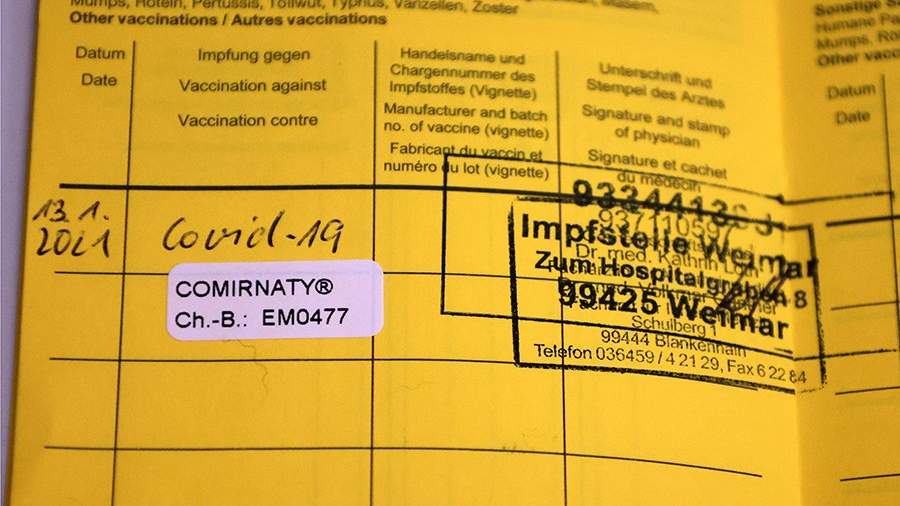 Mumps, Röteln, Pertussis, Tollwut, Typhus, Varizellen, Zoster
Other vaccinations / Autres vaccinations
Datum
Date
Impfung gegen
Vaccination against
Vaccination contre
Handelsname und
Chargennummer des
Impfstoffes (Vignette)
Manufacturer and batch
no. of vaccine (vignette)
Fabricant du vaccin et
numéro du lot (vignette)
Unterschrift und
Stempel des Arztes
Signature and stamp
of physician
Signature et cachet
du médecin
13.1.
2021
Covid-19
COMIRNATY®
Ch.-B.: EM0477
Impfstelle Weimar
Dr. med. Kathrin
Zum Hospitalgraben 8
99425 Weimar
Schulberg 1
99444 Blankenhain
Telefon 036459 / 4 21 29, Fax 6 22 84
Sonstige
Humane
Mumps,
Other
Datum
Date